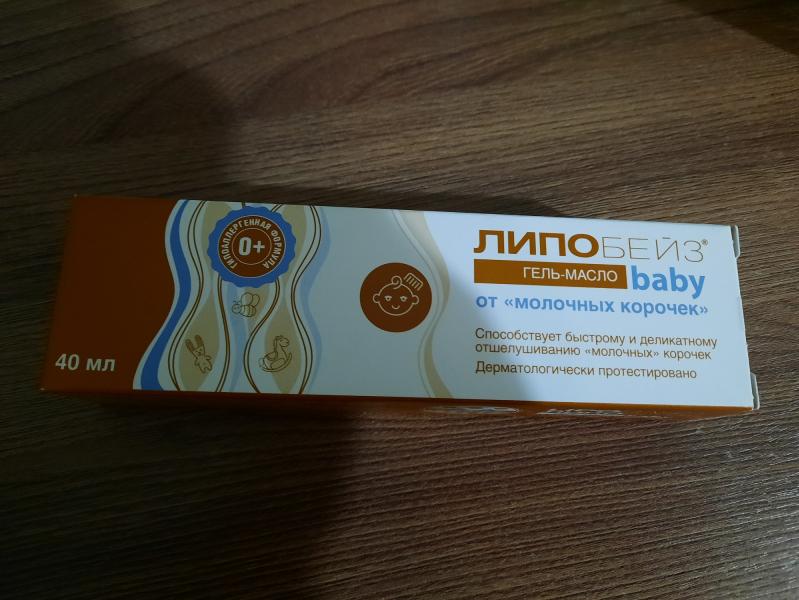 ГИПОАЛЛЕРГЕННАЯ ФОРМУЛА
0+
40 мл
ЛИПОБЕЙЗ®
ГЕЛЬ-МАСЛО baby
от «молочных корочек»
Способствует быстрому и деликатному
отшелушиванию «молочных» корочек
Дерматологически протестировано